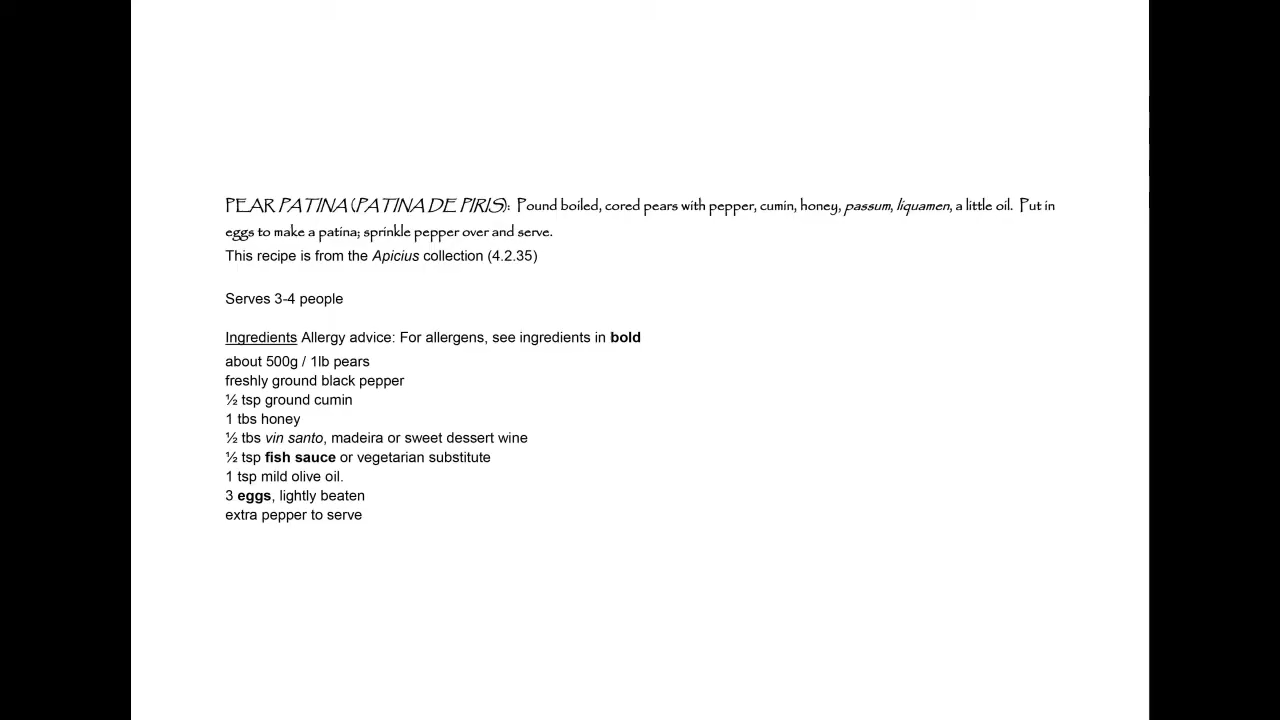 PEAR PATINA (PATINA DE PIRIS): Pound boiled, cored pears with pepper, cumin, honey, passum, liquamen, a little oil. Put in
eggs to make a patina; sprinkle pepper over and serve.
This recipe is from the Apicius collection (4.2.35)
Serves 3-4 people
Ingredients Allergy advice: For allergens, see ingredients in bold
about 500g / 1lb pears
freshly ground black pepper
½ tsp ground cumin
1 tbs honey
½ tbs vin santo, madeira or sweet dessert wine
½ tsp fish sauce or vegetarian substitute
1 tsp mild olive oil.
3 eggs, lightly beaten
extra pepper to serve